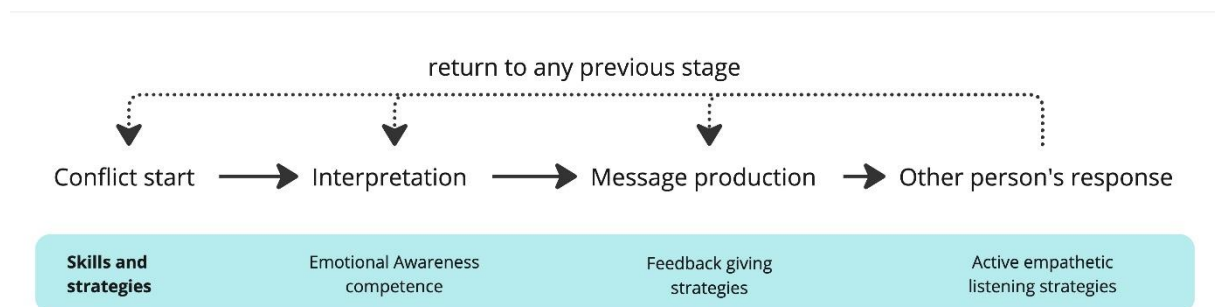 return to any previous stage
Conflict start Interpretation Message production Other person's response
Skills and Emotional Awareness Feedback giving Active empathetic
strategies competence strategies listening strategies